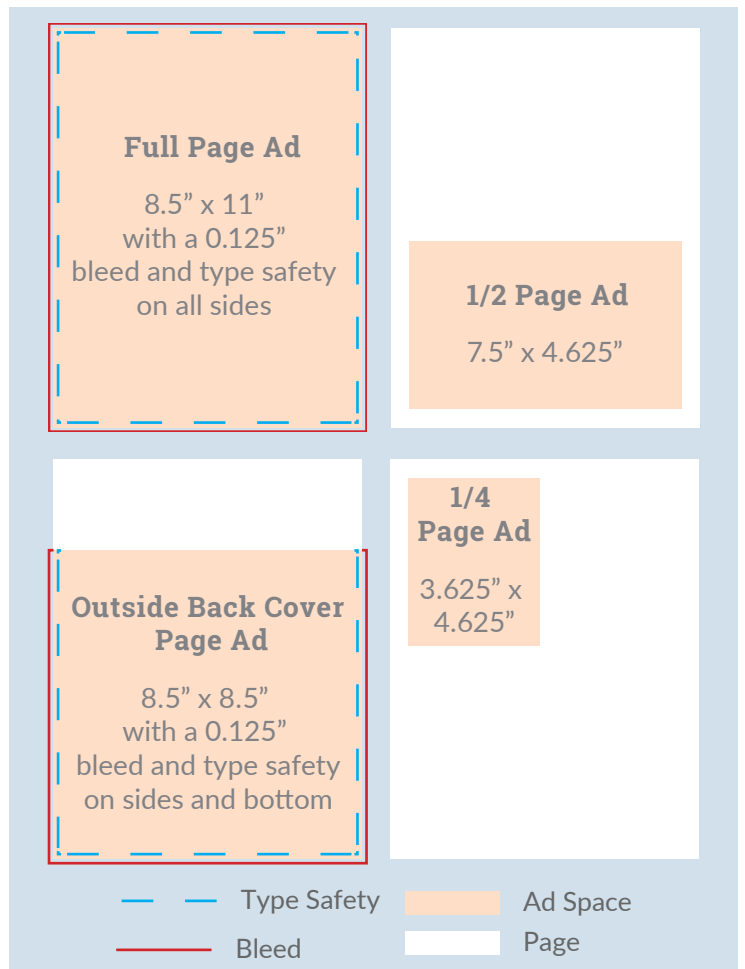 Full Page Ad
8.5” x 11”
with a 0.125”
bleed and type safety
on all sides
1/2 Page Ad
7.5” x 4.625”
Outside Back Cover
Page Ad
8.5” x 8.5”
with a 0.125”
bleed and type safety
on sides and bottom
1/4
Page Ad
3.625” x
4.625”
Type Safety
Ad Space
Bleed
Page